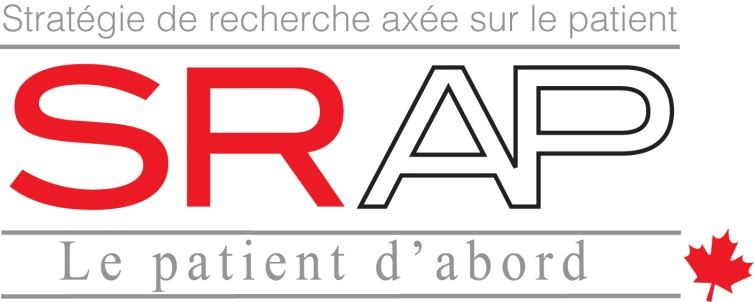 Stratégie de recherche axée sur le patient
SRAP
Le patient d'abord